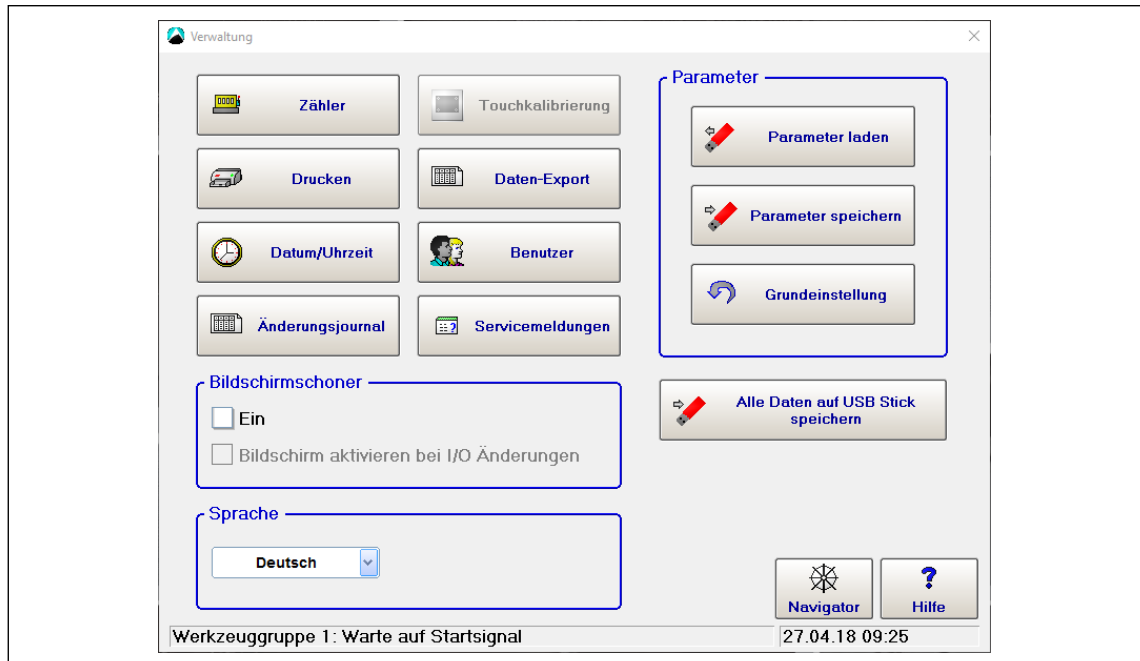 Verwaltung
Zähler
Touchkalibrierung
Drucken
Daten-Export
Datum/Uhrzeit
Benutzer
Änderungsjournal
Servicemeldungen
Parameter
Parameter laden
Parameter speichern
Grundeinstellung
Bildschirmschoner
Ein
Bildschirm aktivieren bei I/O Änderungen
Alle Daten auf USB Stick
speichern
Sprache
Deutsch
Navigator
Hilfe
Werkzeuggruppe 1: Warte auf Startsignal
27.04.18 09:25